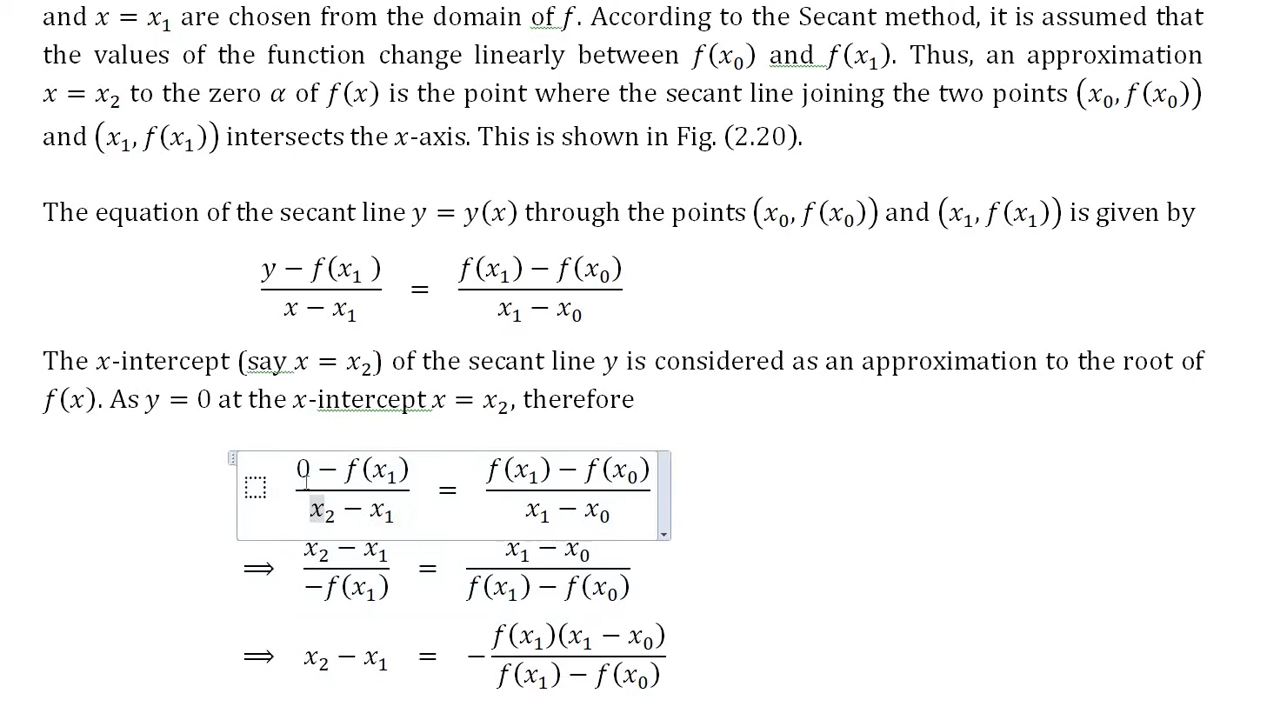 and x = x₁ are chosen from the domain of f. According to the Secant method, it is assumed that
the values of the function change linearly between f(x₀) and f(x₁). Thus, an approximation
x = x₂ to the zero α of f(x) is the point where the secant line joining the two points (x₀, f(x₀))
and (x₁, f(x₁)) intersects the x-axis. This is shown in Fig. (2.20).
The equation of the secant line y = y(x) through the points (x₀, f(x₀)) and (x₁, f(x₁)) is given by
y − f(x₁ ) f(x₁) − f(x₀)
=
x − x₁ x₁ − x₀
The x-intercept (say x = x₂) of the secant line y is considered as an approximation to the root of
f(x). As y = 0 at the x-intercept x = x₂, therefore
0 − f(x₁) f(x₁) − f(x₀)
=
x₂ − x₁ x₁ − x₀
x₂ − x₁ x₁ − x₀
⟹ =
−f(x₁) f(x₁) − f(x₀)
f(x₁)(x₁ − x₀)
⟹ x₂ − x₁ = −
f(x₁) − f(x₀)